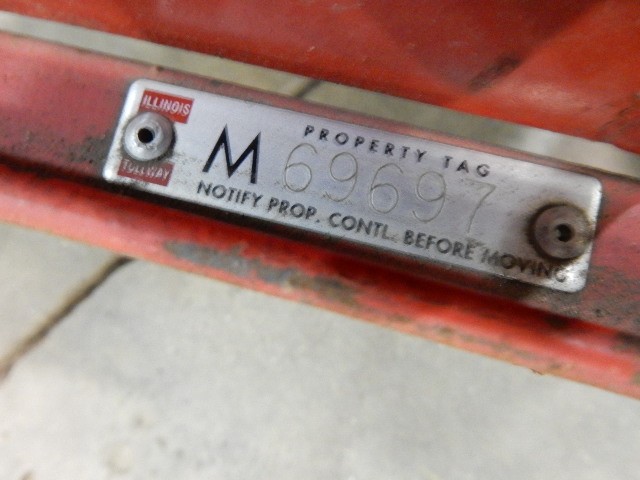 ILLINOIS
TOLLWAY
PROPERTY TAG
M 69697
NOTIFY PROP. CONTL. BEFORE MOVING